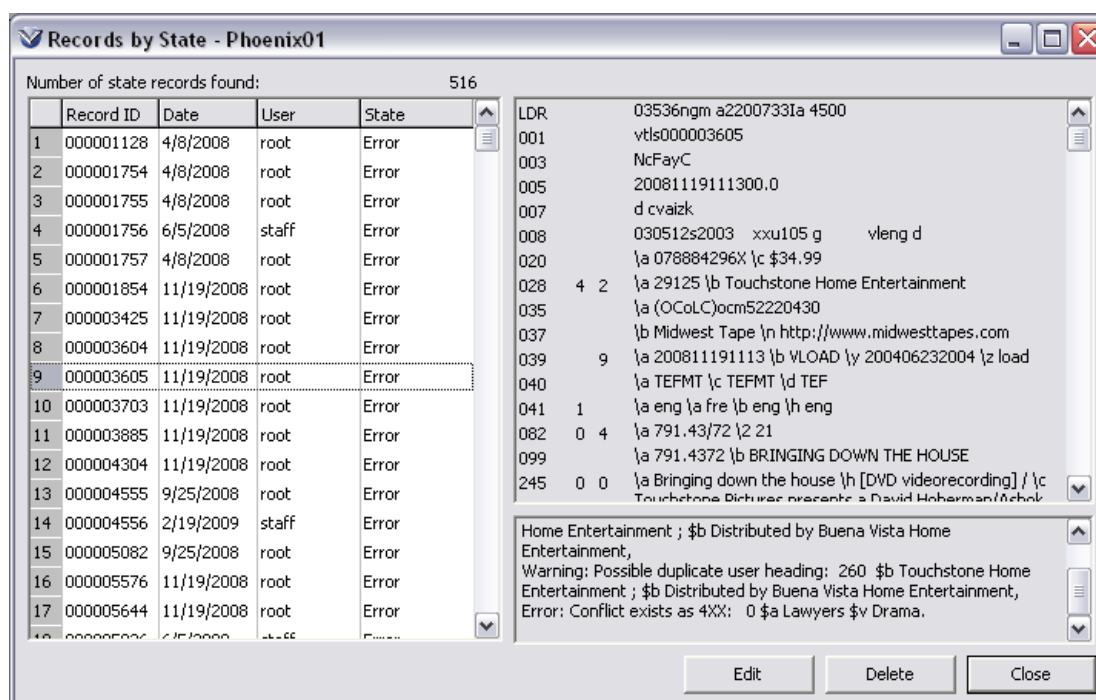 Records by State - Phoenix01
Number of state records found: 516
Record ID Date User State
1 000001128 4/8/2008 root Error
2 000001754 4/8/2008 root Error
3 000001755 4/8/2008 root Error
4 000001756 6/5/2008 staff Error
5 000001757 4/8/2008 root Error
6 000001854 11/19/2008 root Error
7 000003425 11/19/2008 root Error
8 000003604 11/19/2008 root Error
9 000003605 11/19/2008 root Error
10 000003703 11/19/2008 root Error
11 000003885 11/19/2008 root Error
12 000004304 11/19/2008 root Error
13 000004555 9/25/2008 root Error
14 000004556 2/19/2009 staff Error
15 000005082 9/25/2008 root Error
16 000005576 11/19/2008 root Error
17 000005644 11/19/2008 root Error
LDR 03536ngm a2200733Ia 4500
001 vtls000003605
003 NcFayC
005 20081119111300.0
007 d cvaizk
008 030512s2003 xxu105 g vleng d
020 \a 078884296X \c $34.99
028 4 2 \a 29125 \b Touchstone Home Entertainment
035 \a (OCoLC)ocm52220430
037 \b Midwest Tape \n http://www.midwesttapes.com
039 9 \a 200811191113 \b VLOAD \y 200406232004 \z load
040 \a TEFMT \c TEFMT \d TEF
041 1 \a eng \a fre \b eng \h eng
082 0 4 \a 791.43/72 \2 21
099 \a 791.4372 \b BRINGING DOWN THE HOUSE
245 0 0 \a Bringing down the house \h [DVD videorecording] / \c
Touchstone Pictures presents a David Hoberman/Ashok
Home Entertainment ; $b Distributed by Buena Vista Home
Entertainment,
Warning: Possible duplicate user heading: 260 $b Touchstone Home
Entertainment ; $b Distributed by Buena Vista Home Entertainment,
Error: Conflict exists as 4XX: 0 $a Lawyers $v Drama.
Edit Delete Close